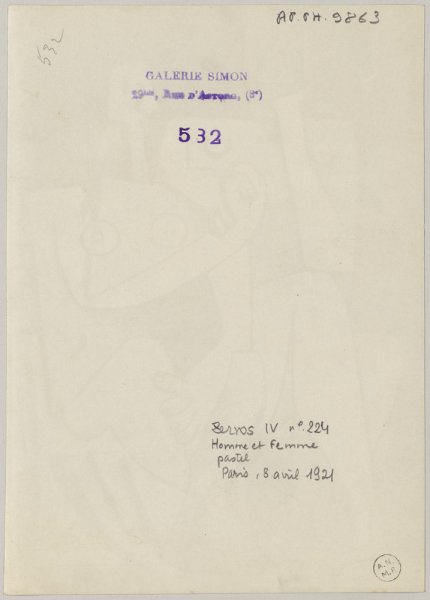 AP.PH.9863
532
GALERIE SIMON
29bis, RUE D'ASTORG, (8e)
532
Zervos IV n°.224
Homme et Femme
pastel
Paris, 8 avril 1921
A.N.
M.P.